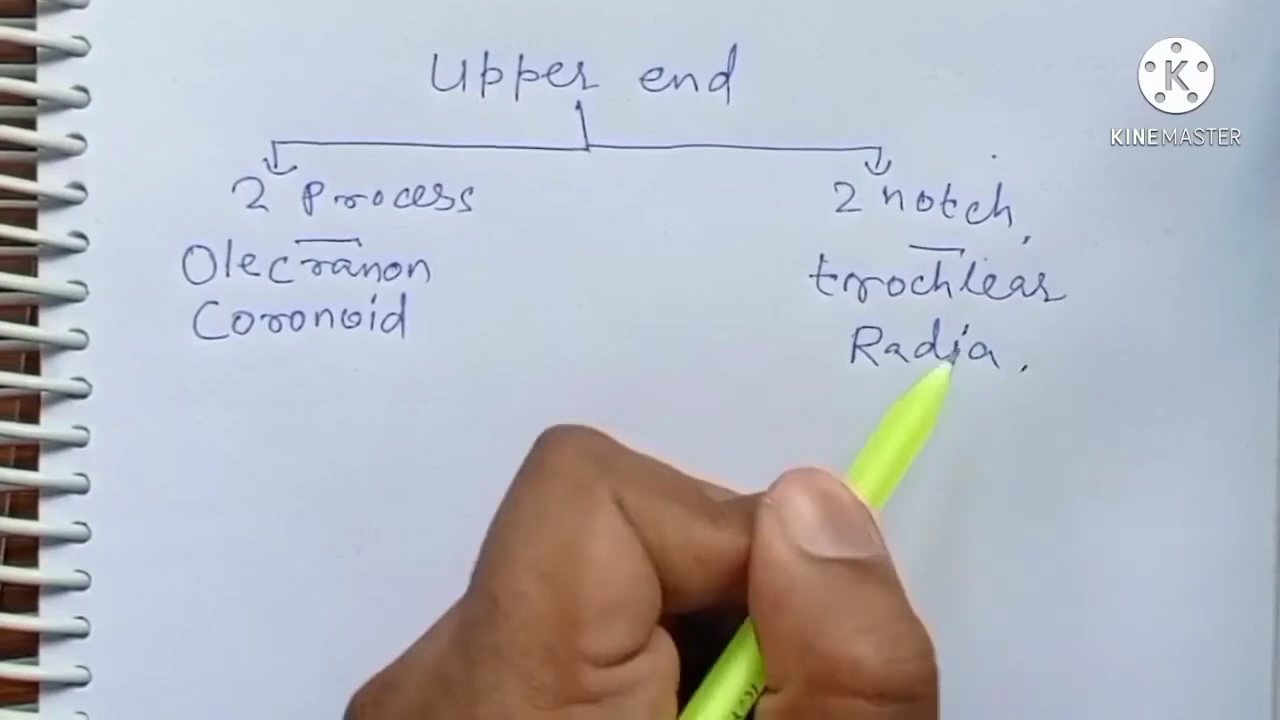 Upper end
2 Process
Olecranon
Coronoid
2 notch,
trochlear
Radia
K
KINEMASTER